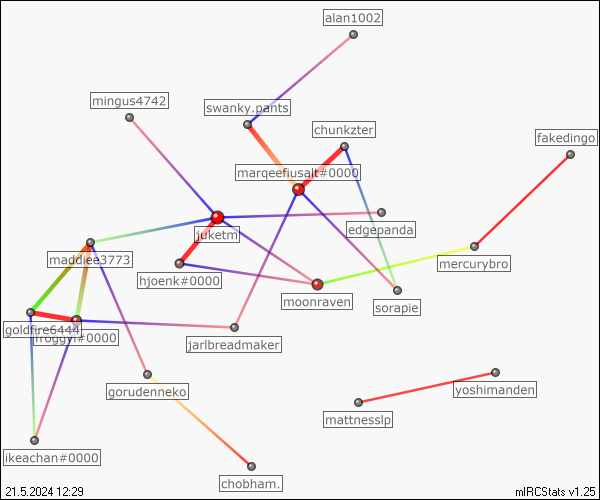 alan1002
mingus4742
swanky.pants
chunkzter
fakedingo
marqeefiusalt#0000
edgepanda
juketm
maddiee3773
mercurybro
hjoenk#0000
moonraven
sorapie
goldfire6444
froggyl#0000
jarlbreadmaker
gorudenneko
yoshimanden
mattnesslp
ikeachan#0000
chobham.
21.5.2024 12:29
mIRCStats v1.25